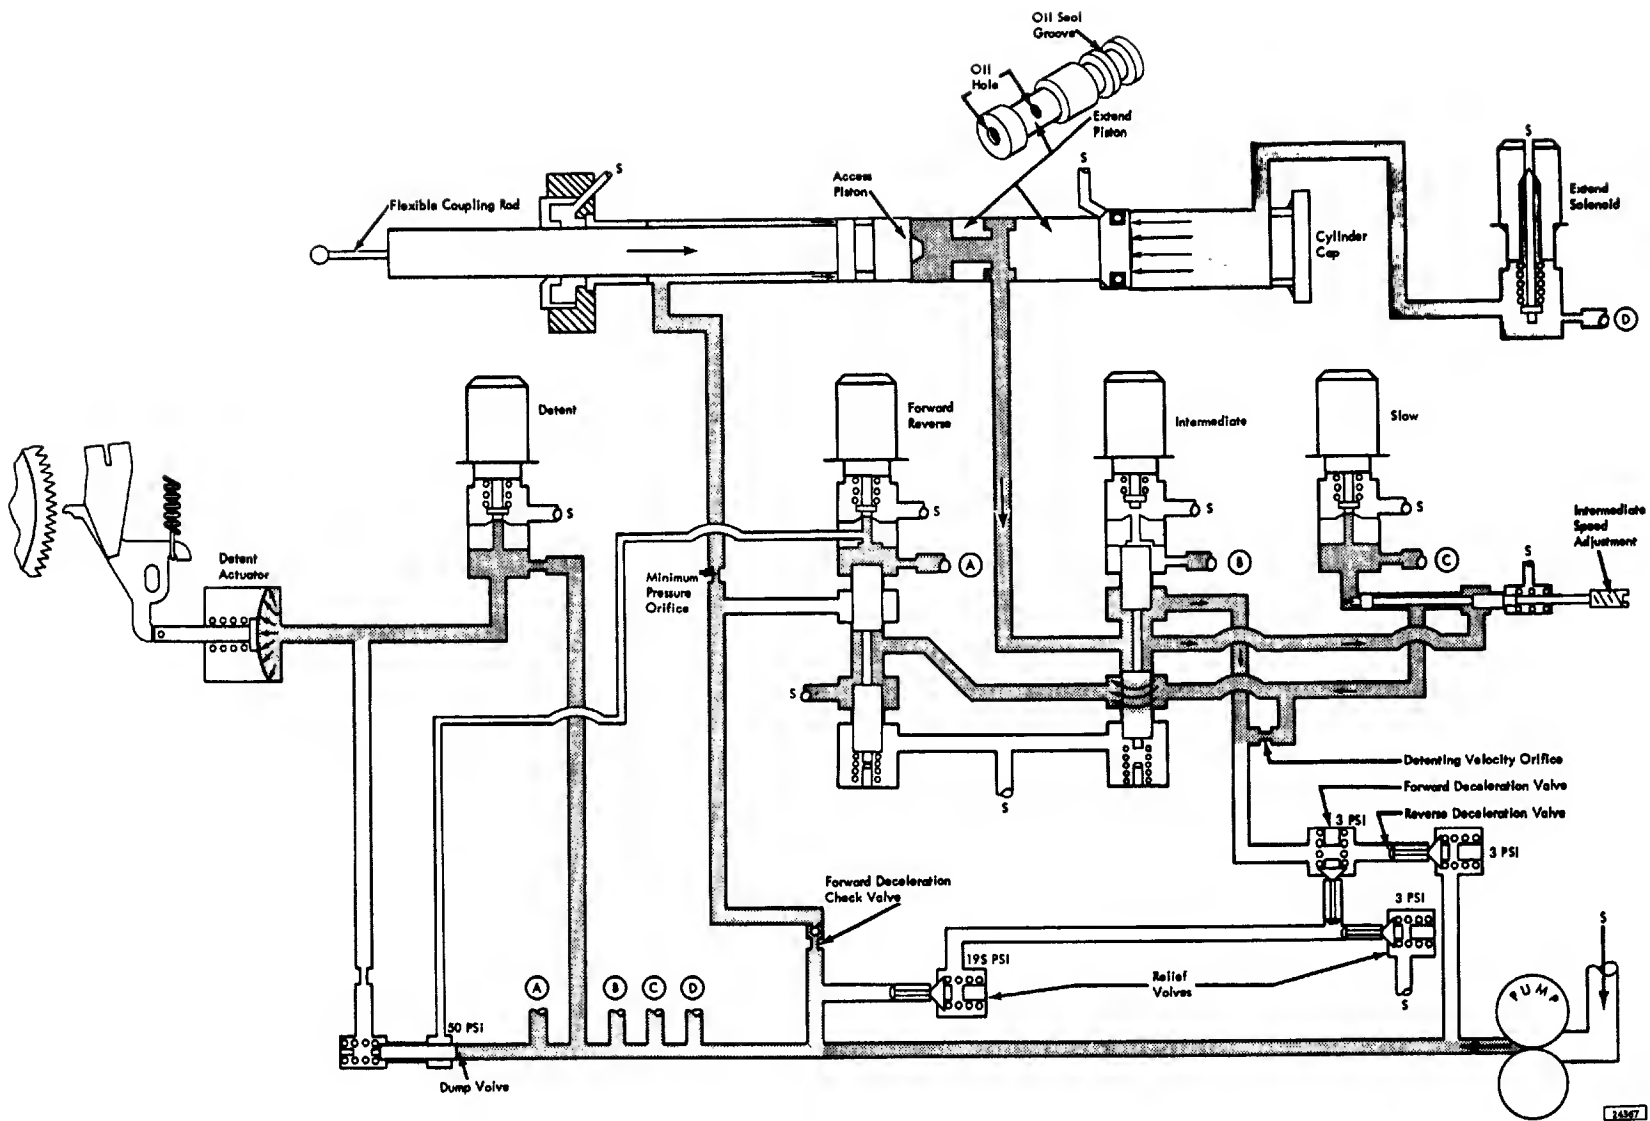 Oil Seal
Groove
Oil
Hole
Extend
Piston
S
S
S
Access
Piston
Flexible Coupling Rod
Extend
Solenoid
Cylinder
Cap
D
Detent
Forward
Reverse
Intermediate
Slow
S
S
S
S
Intermediate
Speed
Adjustment
Detent
Actuator
Minimum
Pressure
Orifice
A
B
C
S
S
Detenting Velocity Orifice
Forward Deceleration Valve
3 PSI
Reverse Deceleration Valve
3 PSI
S
Forward Deceleration
Check Valve
3 PSI
S
195 PSI
Relief
Valves
S
PUMP
A
B
C
D
50 PSI
Dump Valve
24367